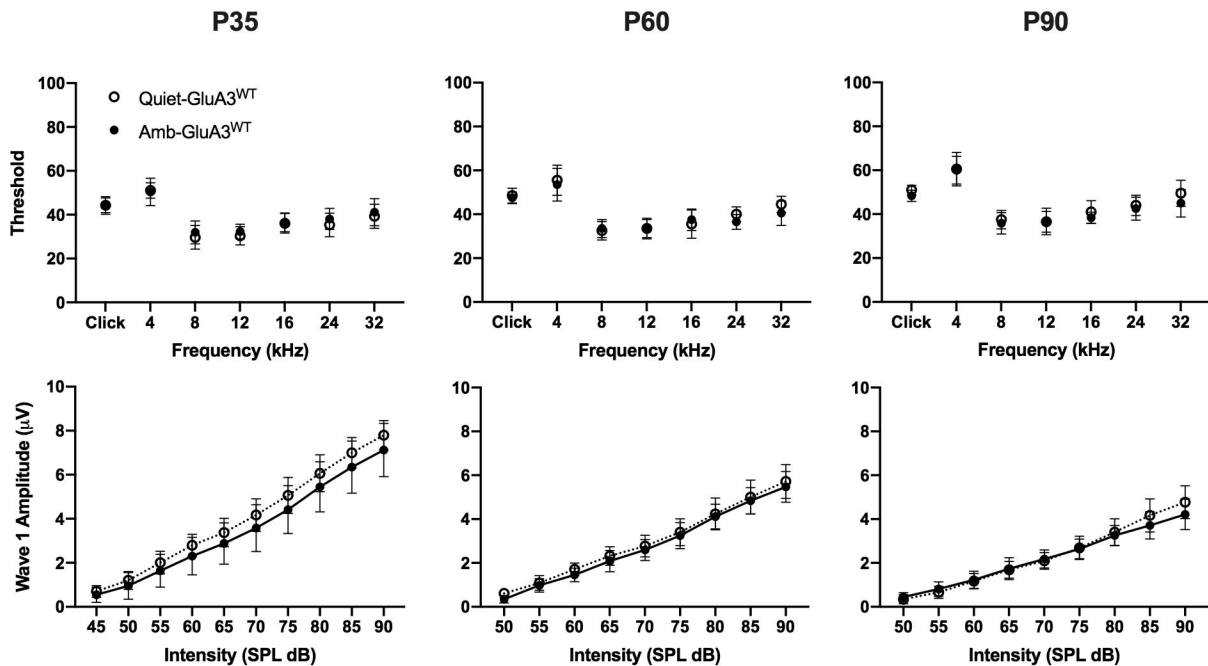 P35 P60 P90
Quiet-GluA3WT
Amb-GluA3WT
Threshold
100
80
60
40
20
0
Click 4 8 12 16 24 32
Frequency (kHz)
100
80
60
40
20
0
Click 4 8 12 16 24 32
Frequency (kHz)
100
80
60
40
20
0
Click 4 8 12 16 24 32
Frequency (kHz)
Wave 1 Amplitude (µV)
10
8
6
4
2
0
45 50 55 60 65 70 75 80 85 90
Intensity (SPL dB)
10
8
6
4
2
0
50 55 60 65 70 75 80 85 90
Intensity (SPL dB)
10
8
6
4
2
0
50 55 60 65 70 75 80 85 90
Intensity (SPL dB)